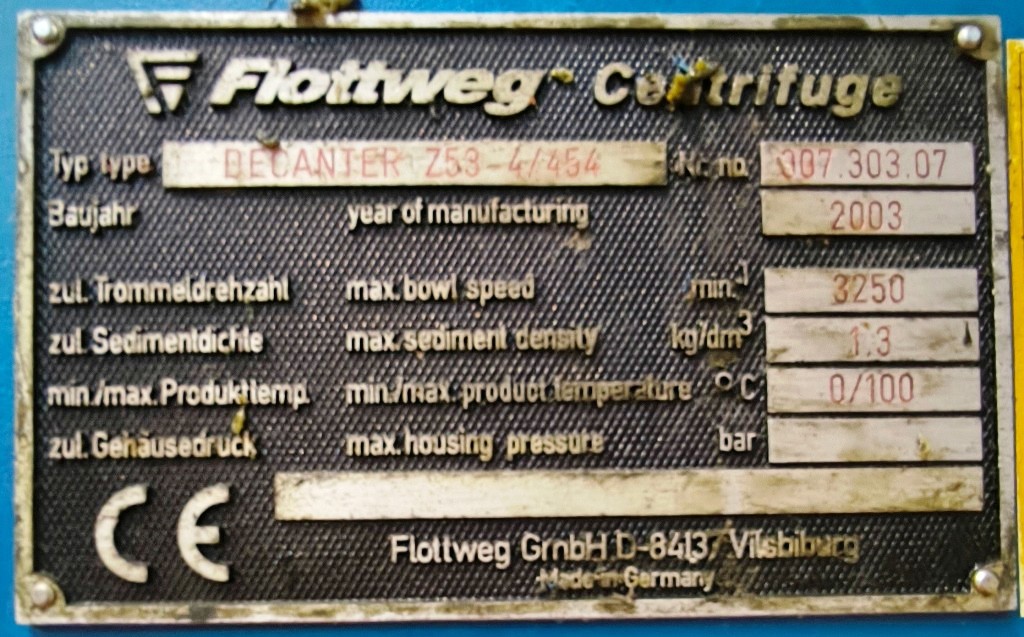 Flottweg Centrifuge
Typ type DECANTER Z53-4/454 Nr. no. 007.303.07
Baujahr year of manufacturing 2003
zul. Trommeldrehzahl max. bowl speed min.-1 3250
zul. Sedimentdichte max. sediment density kg/dm3 1.3
min./max. Produkttemp. min./max. product temperature °C 0/100
zul. Gehäusedruck max. housing pressure bar
CE
Flottweg GmbH D-8413 Vilsbiburg
Made in Germany